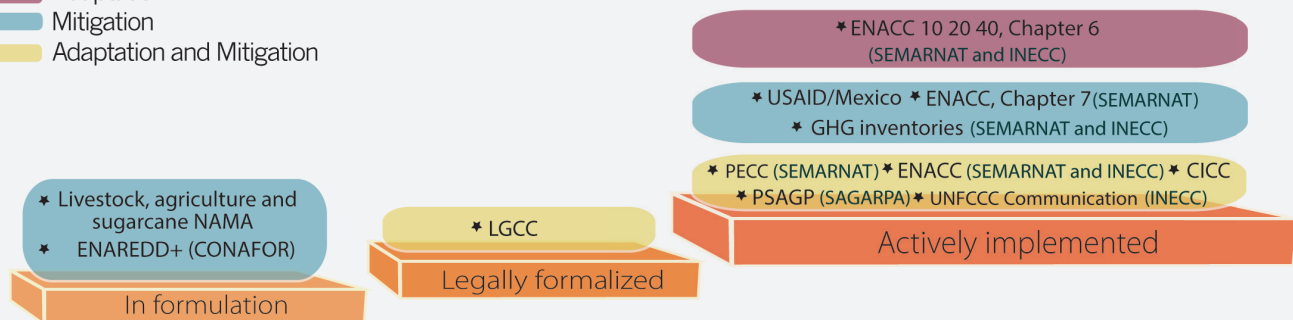 Mitigation
Adaptation and Mitigation
★ ENACC 10 20 40, Chapter 6
(SEMARNAT and INECC)
★ USAID/Mexico ★ ENACC, Chapter 7 (SEMARNAT)
★ GHG inventories (SEMARNAT and INECC)
★ PECC (SEMARNAT) ★ ENACC (SEMARNAT and INECC) ★ CICC
★ PSAGP (SAGARPA) ★ UNFCCC Communication (INECC)
Actively implemented
★ LGCC
Legally formalized
★ Livestock, agriculture and
sugarcane NAMA
★ ENAREDD+ (CONAFOR)
In formulation